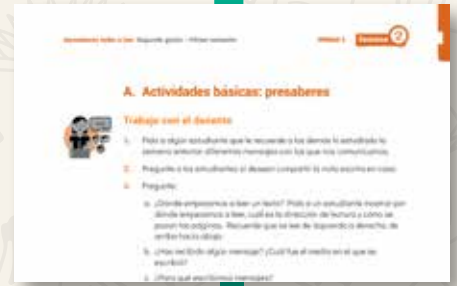 Aprendamos todos a leer Segundo grado - Primer semestre
Semana 2
A. Actividades básicas: presaberes
Trabajo con el docente
1. Pida a algún estudiante que le recuerde a los demás lo estudiado la
semana anterior: diferentes mensajes con los que nos comunicamos.
2. Pregunte a los estudiantes si desean compartir la nota escrita en casa.
3. Pregunte:
a. ¿Dónde empezamos a leer un texto? Pida a un estudiante mostrar por
dónde empezamos a leer, cuál es la dirección de lectura y cómo se
pasan las páginas. Recuerde que se lee de izquierda a derecha, de
arriba hacia abajo.
b. ¿Has recibido algún mensaje? ¿Cuál fue el medio en el que se
escribió?
c. ¿Para qué escribimos mensajes?